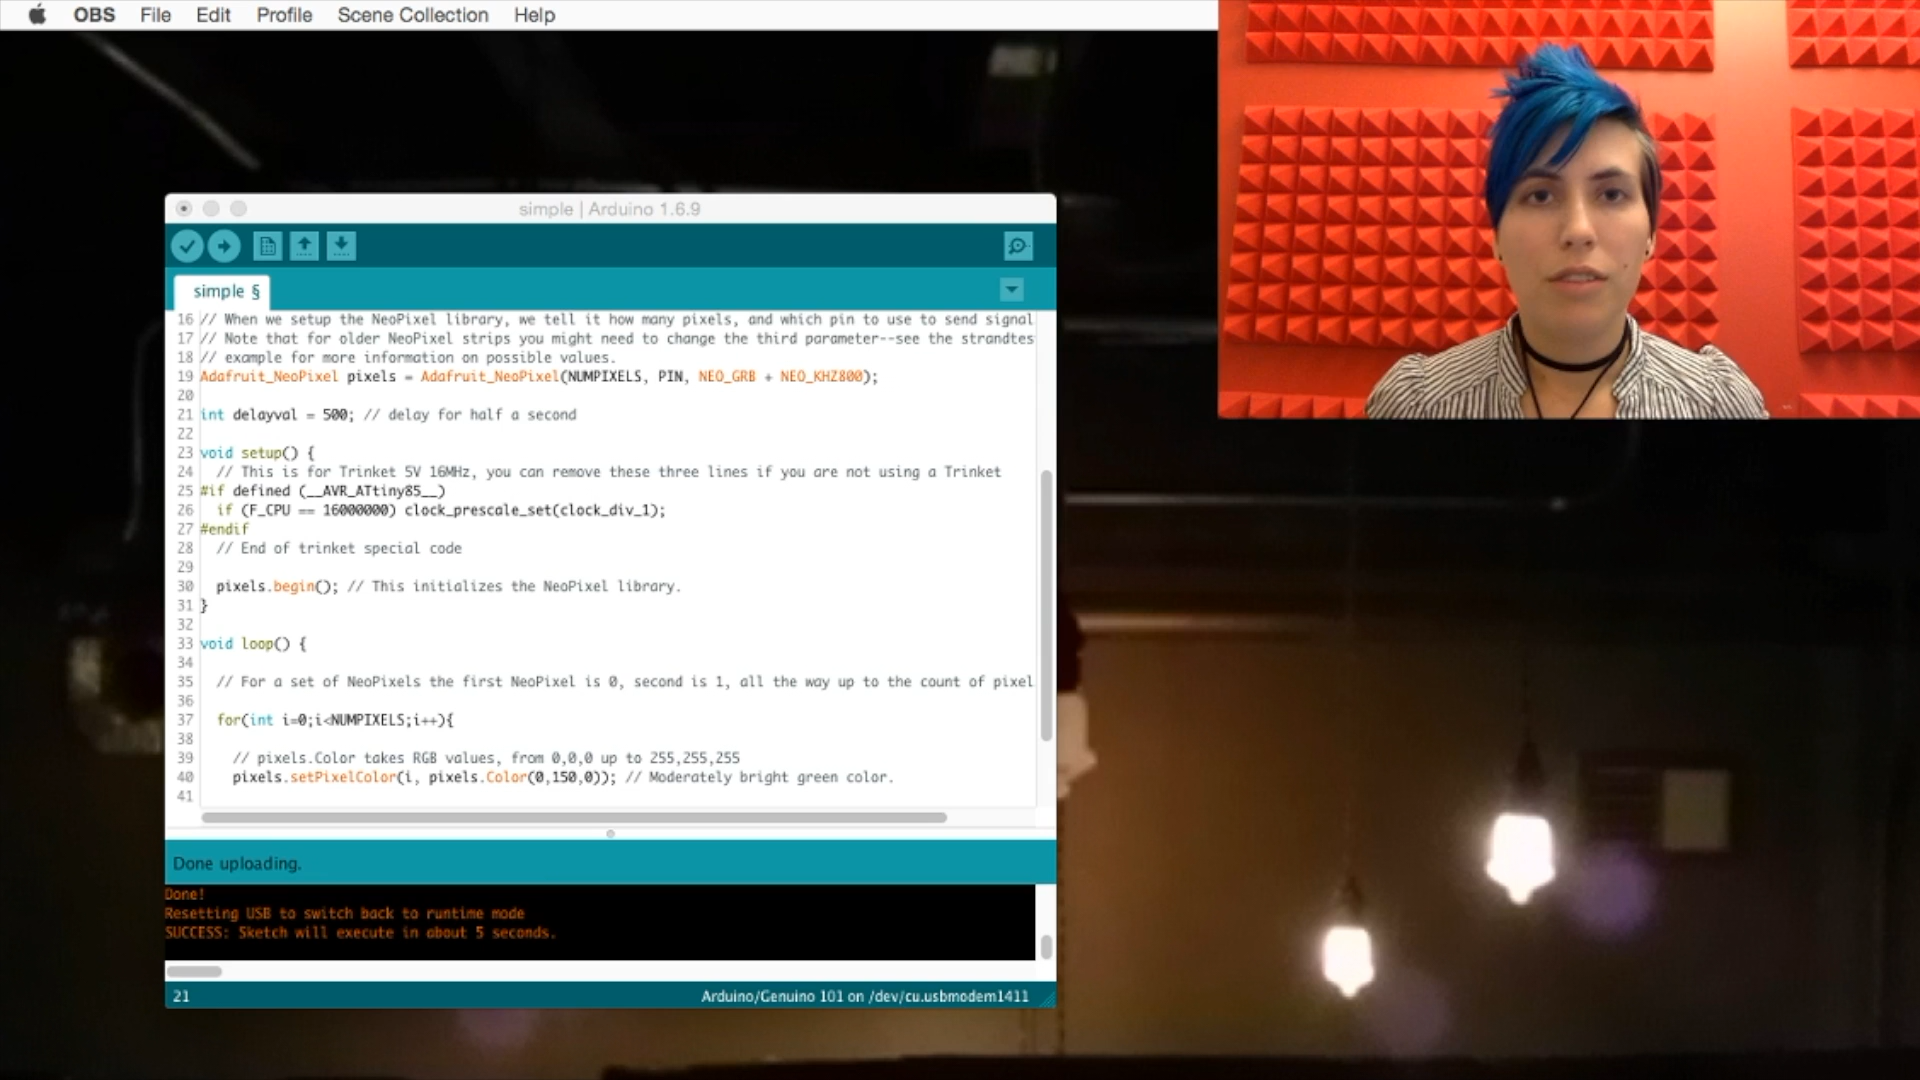 OBS File Edit Profile Scene Collection Help
simple | Arduino 1.6.9
simple §
16 // When we setup the NeoPixel library, we tell it how many pixels, and which pin to use to send signal
17 // Note that for older NeoPixel strips you might need to change the third parameter--see the strandtes
18 // example for more information on possible values.
19 Adafruit_NeoPixel pixels = Adafruit_NeoPixel(NUMPIXELS, PIN, NEO_GRB + NEO_KHZ800);
20
21 int delayval = 500; // delay for half a second
22
23 void setup() {
24 // This is for Trinket 5V 16MHz, you can remove these three lines if you are not using a Trinket
25 #if defined (__AVR_ATtiny85__)
26 if (F_CPU == 16000000) clock_prescale_set(clock_div_1);
27 #endif
28 // End of trinket special code
29
30 pixels.begin(); // This initializes the NeoPixel library.
31 }
32
33 void loop() {
34
35 // For a set of NeoPixels the first NeoPixel is 0, second is 1, all the way up to the count of pixel
36
37 for(int i=0;i<NUMPIXELS;i++){
38
39 // pixels.Color takes RGB values, from 0,0,0 up to 255,255,255
40 pixels.setPixelColor(i, pixels.Color(0,150,0)); // Moderately bright green color.
41
Done uploading.
Done!
Resetting USB to switch back to runtime mode
SUCCESS: Sketch will execute in about 5 seconds.
21 Arduino/Genuino 101 on /dev/cu.usbmodem1411